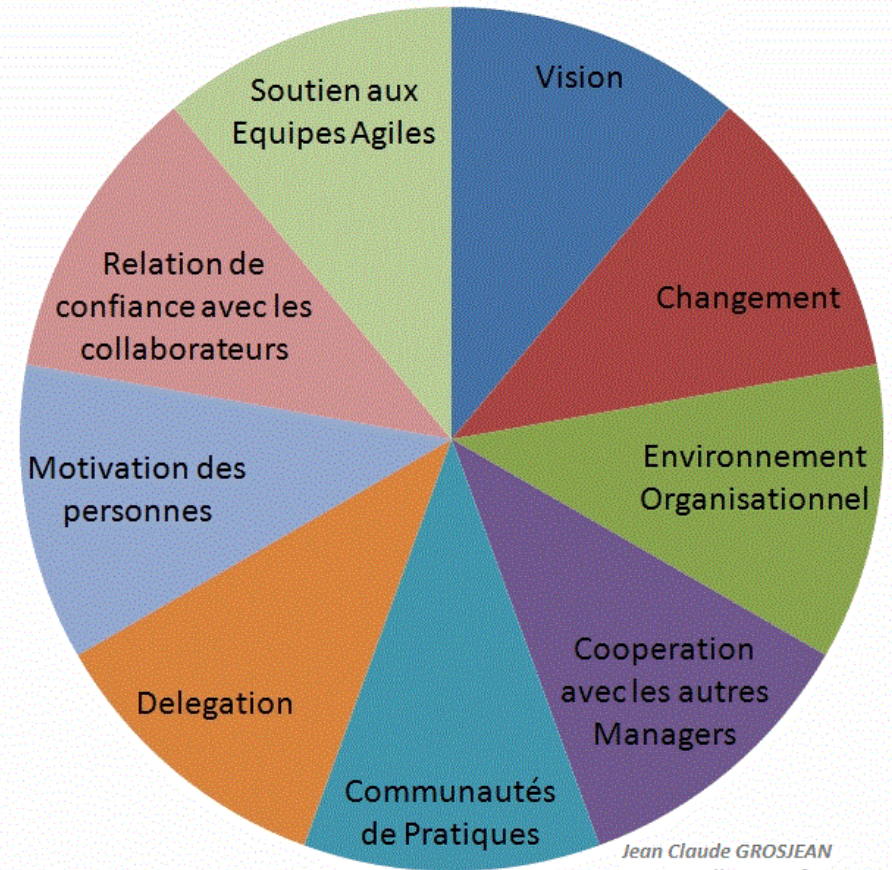 Vision
Changement
Environnement
Organisationnel
Cooperation
avec les autres
Managers
Communautés
de Pratiques
Delegation
Motivation des
personnes
Relation de
confiance avec les
collaborateurs
Soutien aux
Equipes Agiles
Jean Claude GROSJEAN